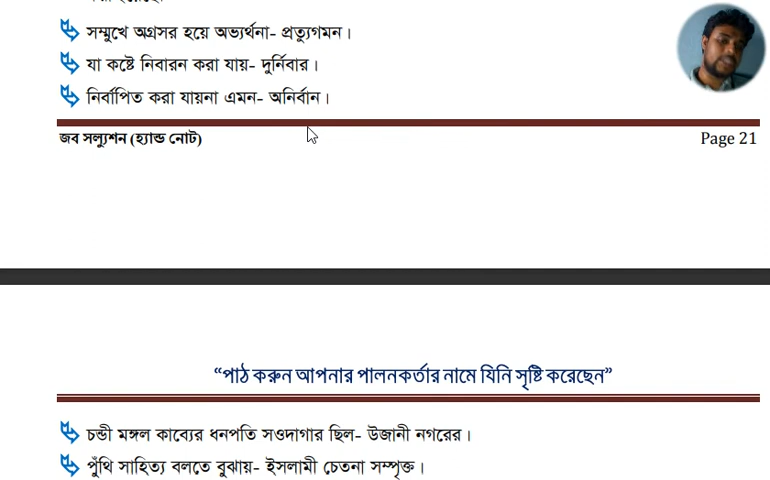 সম্মুখে অগ্রসর হয়ে অভ্যর্থনা- প্রত্যুগমন।
যা কষ্টে নিবারন করা যায়- দুর্নিবার।
নির্বাপিত করা যায়না এমন- অনির্বান।
জব সল্যুশন (হ্যান্ড নোট) Page 21
“পাঠ করুন আপনার পালনকর্তার নামে যিনি সৃষ্টি করেছেন”
চন্ডী মঙ্গল কাব্যের ধনপতি সওদাগার ছিল- উজানী নগরের।
পুঁথি সাহিত্য বলতে বুঝায়- ইসলামী চেতনা সম্পৃক্ত।